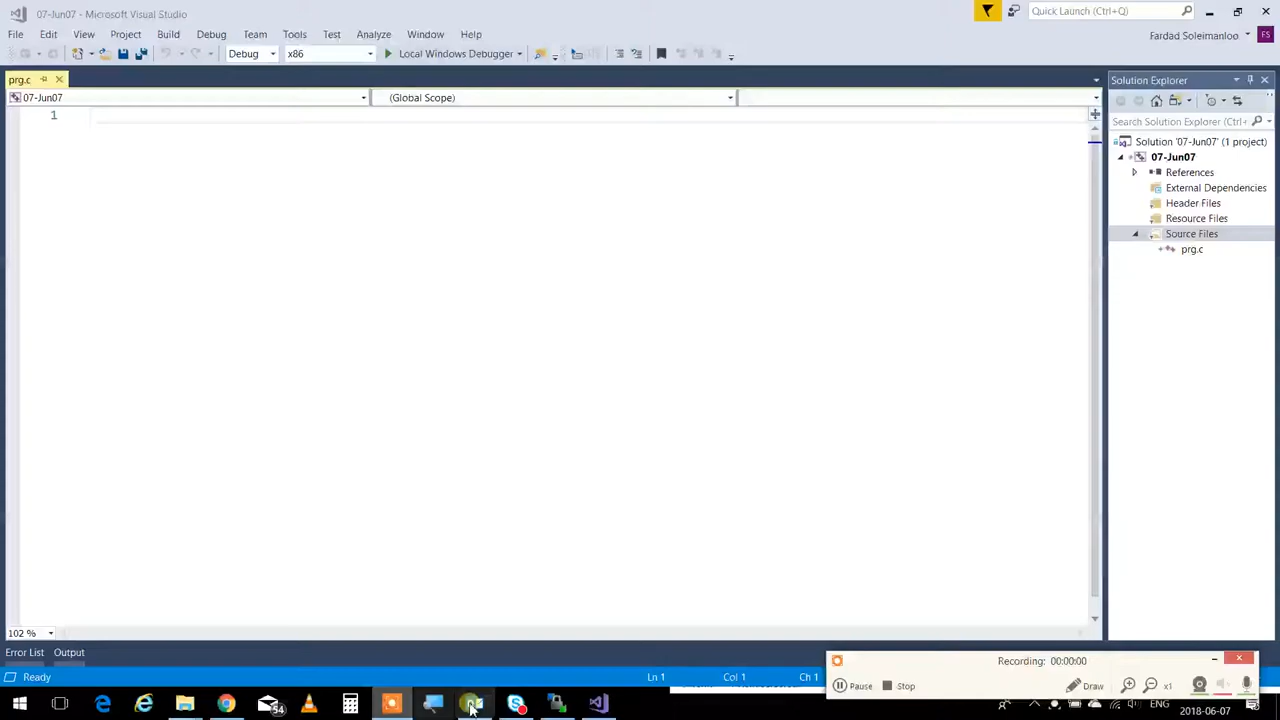 07-Jun07 - Microsoft Visual Studio
Quick Launch (Ctrl+Q)
File Edit View Project Build Debug Team Tools Test Analyze Window Help
Fardad Soleimanloo FS
Debug x86 Local Windows Debugger
prg.c
Solution Explorer
07-Jun07 (Global Scope)
1
Search Solution Explorer (Ctrl+
Solution '07-Jun07' (1 project)
07-Jun07
References
External Dependencies
Header Files
Resource Files
Source Files
prg.c
102 %
Error List Output
Recording: 00:00:00
Ready Ln 1 Col 1 Ch 1
Pause Stop Draw x1
34
ENG
2018-06-07